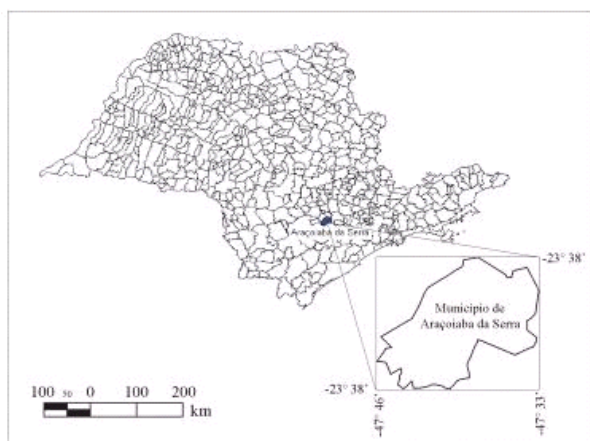 Araçoiaba da Serra
-23° 38'
Município de
Araçoiaba da Serra
-23° 38'
-47° 46'
-47° 33'
100 50 0 100 200
km